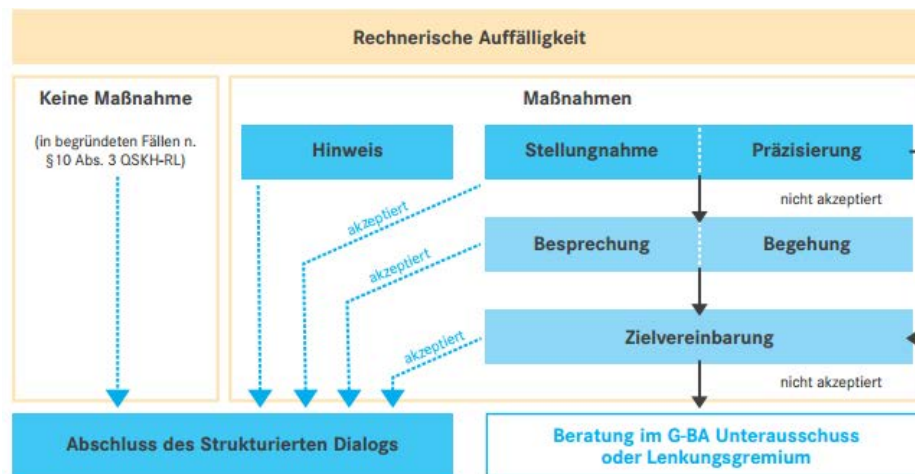 Rechnerische Auffälligkeit
Keine Maßnahme
(in begründeten Fällen n.
§10 Abs. 3 QSKH-RL)
Maßnahmen
Hinweis
Stellungnahme
Präzisierung
akzeptiert
nicht akzeptiert
Besprechung
Begehung
akzeptiert
Zielvereinbarung
akzeptiert
nicht akzeptiert
Abschluss des Strukturierten Dialogs
Beratung im G-BA Unterausschuss
oder Lenkungsgremium